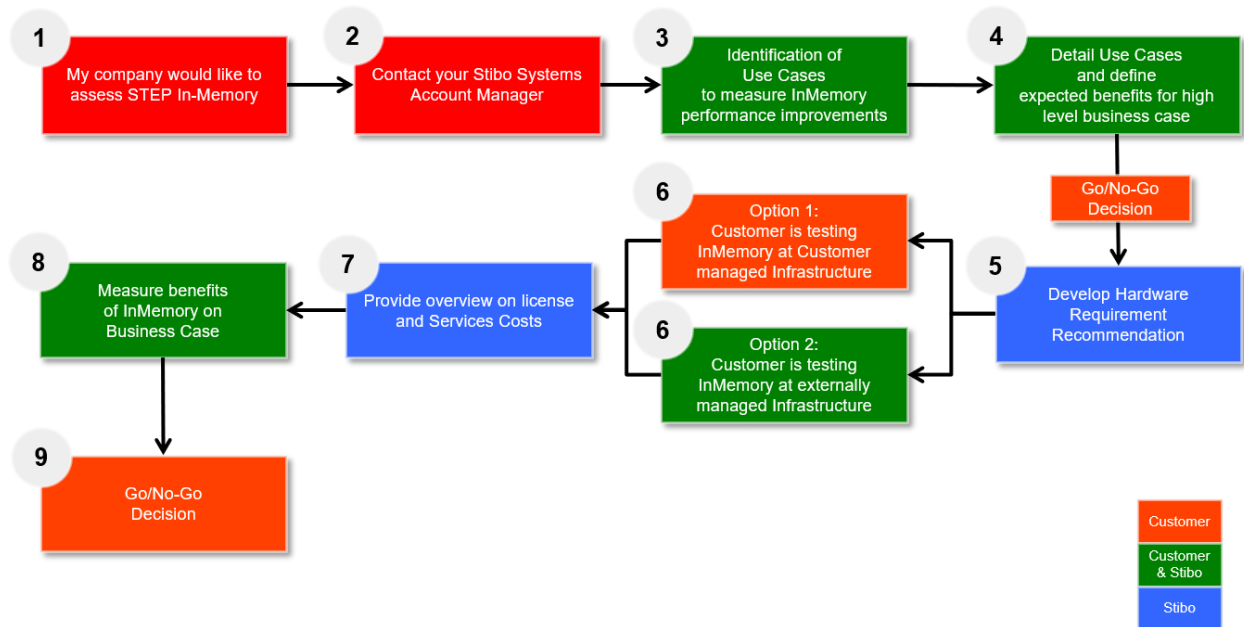 1
My company would like to
assess STEP In-Memory
2
Contact your Stibo Systems
Account Manager
3
Identification of
Use Cases
to measure InMemory
performance improvements
4
Detail Use Cases
and define
expected benefits for high
level business case
Go/No-Go
Decision
5
Develop Hardware
Requirement
Recommendation
6
Option 1:
Customer is testing
InMemory at Customer
managed Infrastructure
6
Option 2:
Customer is testing
InMemory at externally
managed Infrastructure
7
Provide overview on license
and Services Costs
8
Measure benefits
of InMemory on
Business Case
9
Go/No-Go
Decision
Customer
Customer
& Stibo
Stibo